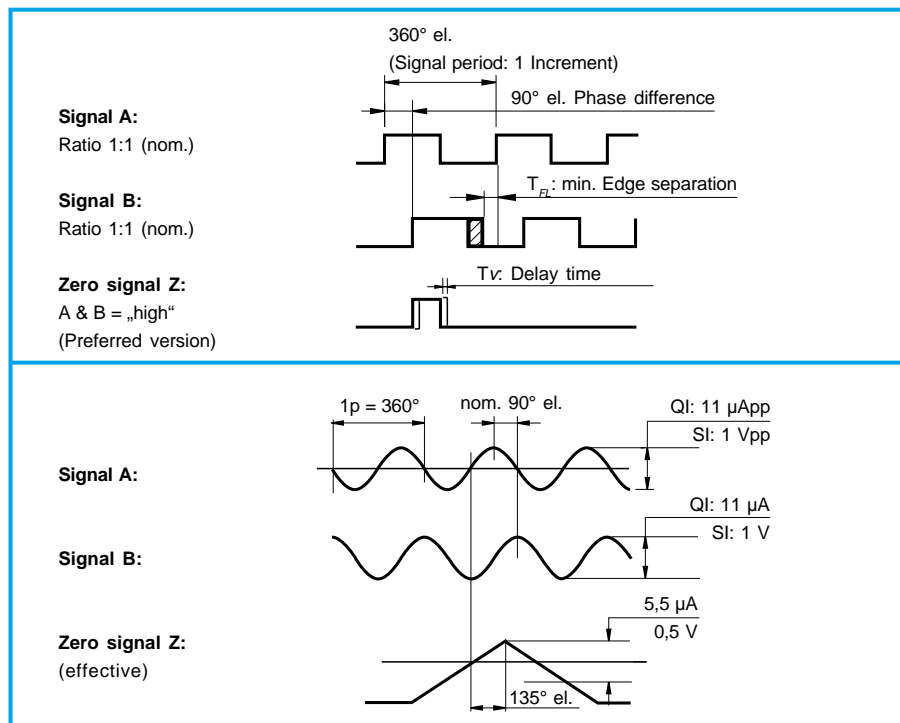 360° el.
(Signal period: 1 Increment)
90° el. Phase difference
Signal A:
Ratio 1:1 (nom.)
T_FL: min. Edge separation
Signal B:
Ratio 1:1 (nom.)
Tv: Delay time
Zero signal Z:
A & B = „high“
(Preferred version)
1p = 360°
nom. 90° el.
QI: 11 µApp
SI: 1 Vpp
Signal A:
QI: 11 µA
SI: 1 V
Signal B:
5,5 µA
0,5 V
Zero signal Z:
(effective)
135° el.